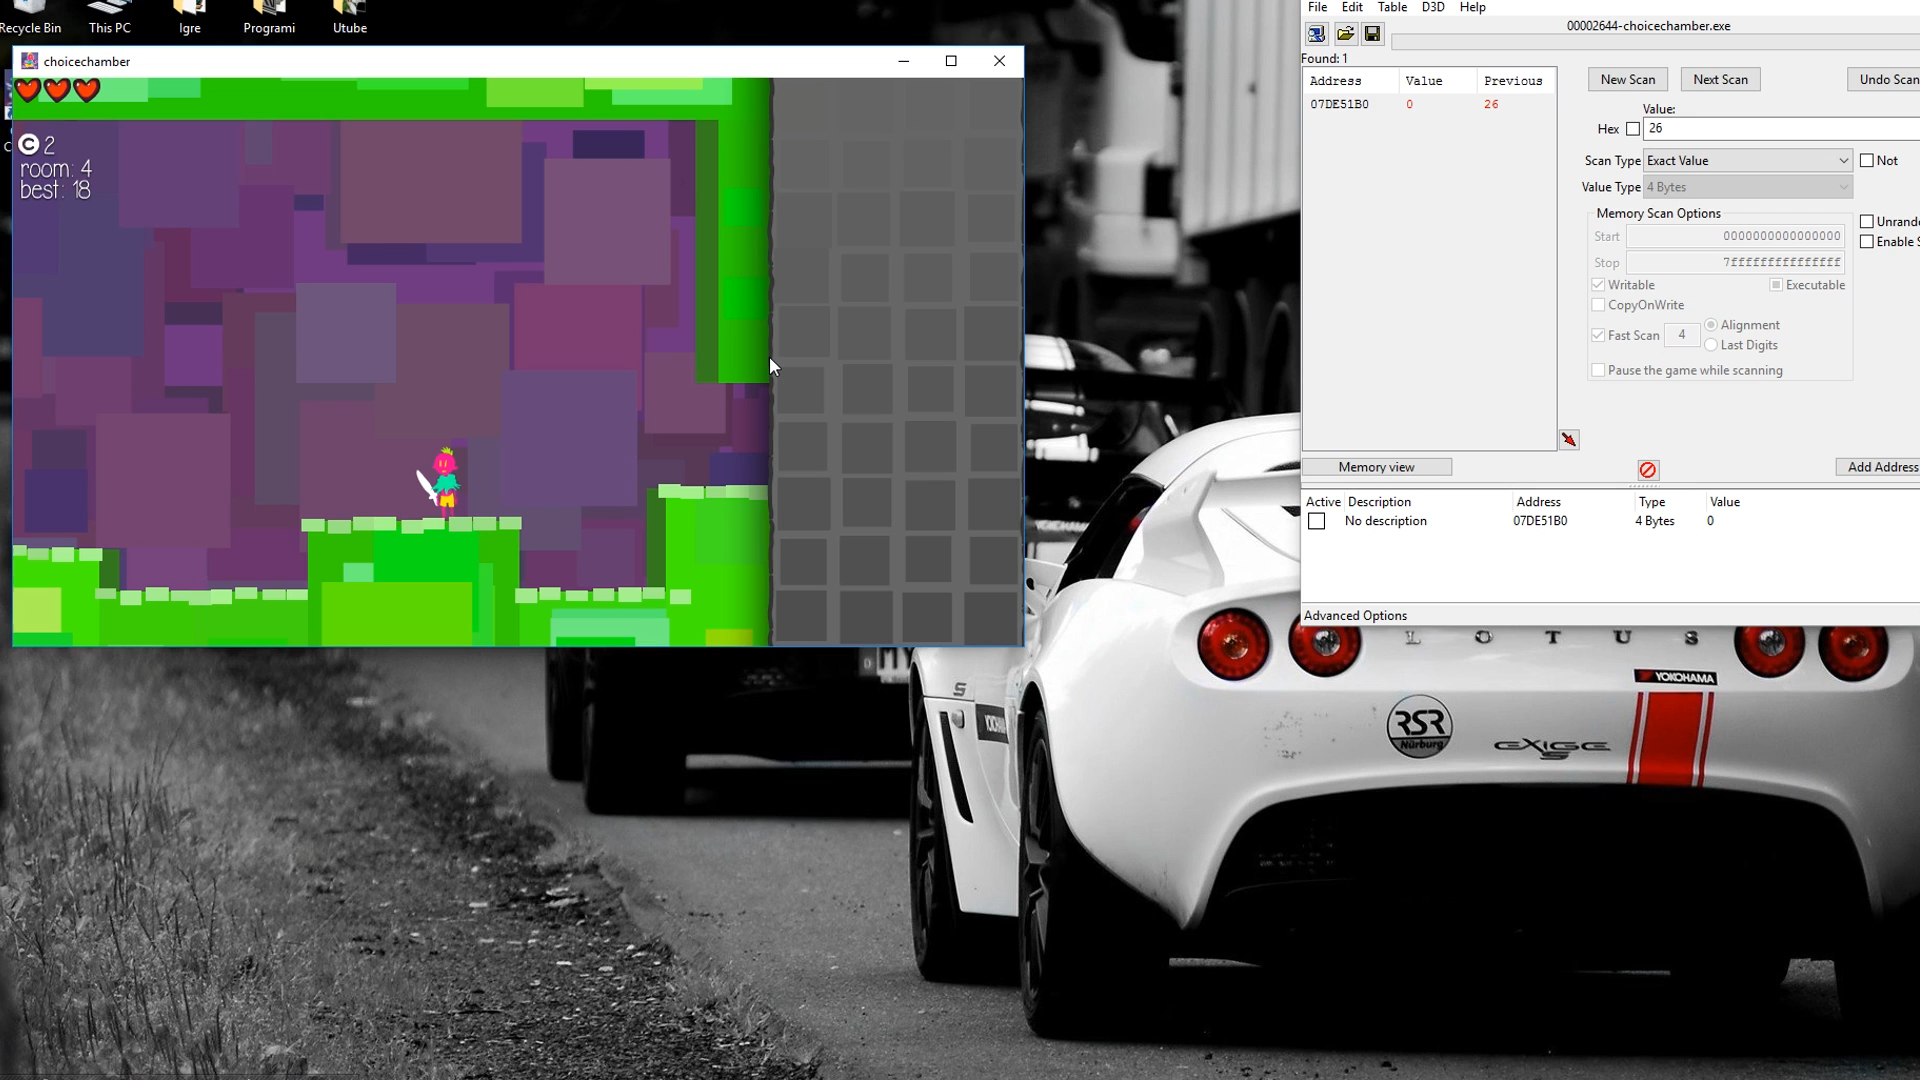 Recycle Bin
This PC
Igre
Programi
Utube
choicechamber
C 2
room: 4
best: 18
File Edit Table D3D Help
00002644-choicechamber.exe
Found: 1
Address Value Previous
07DE51B0 0 26
New Scan Next Scan Undo Scan
Value:
Hex 26
Scan Type Exact Value Not
Value Type 4 Bytes
Memory Scan Options
Unrando
Start 0000000000000000
Enable S
Stop 7fffffffffffffff
Writable Executable
CopyOnWrite
Fast Scan 4 Alignment
Last Digits
Pause the game while scanning
Memory view
Add Address
Active Description Address Type Value
No description 07DE51B0 4 Bytes 0
Advanced Options
LOTUS
YOKOHAMA
RSR
Nürburg
EXIGE
S
S
MY